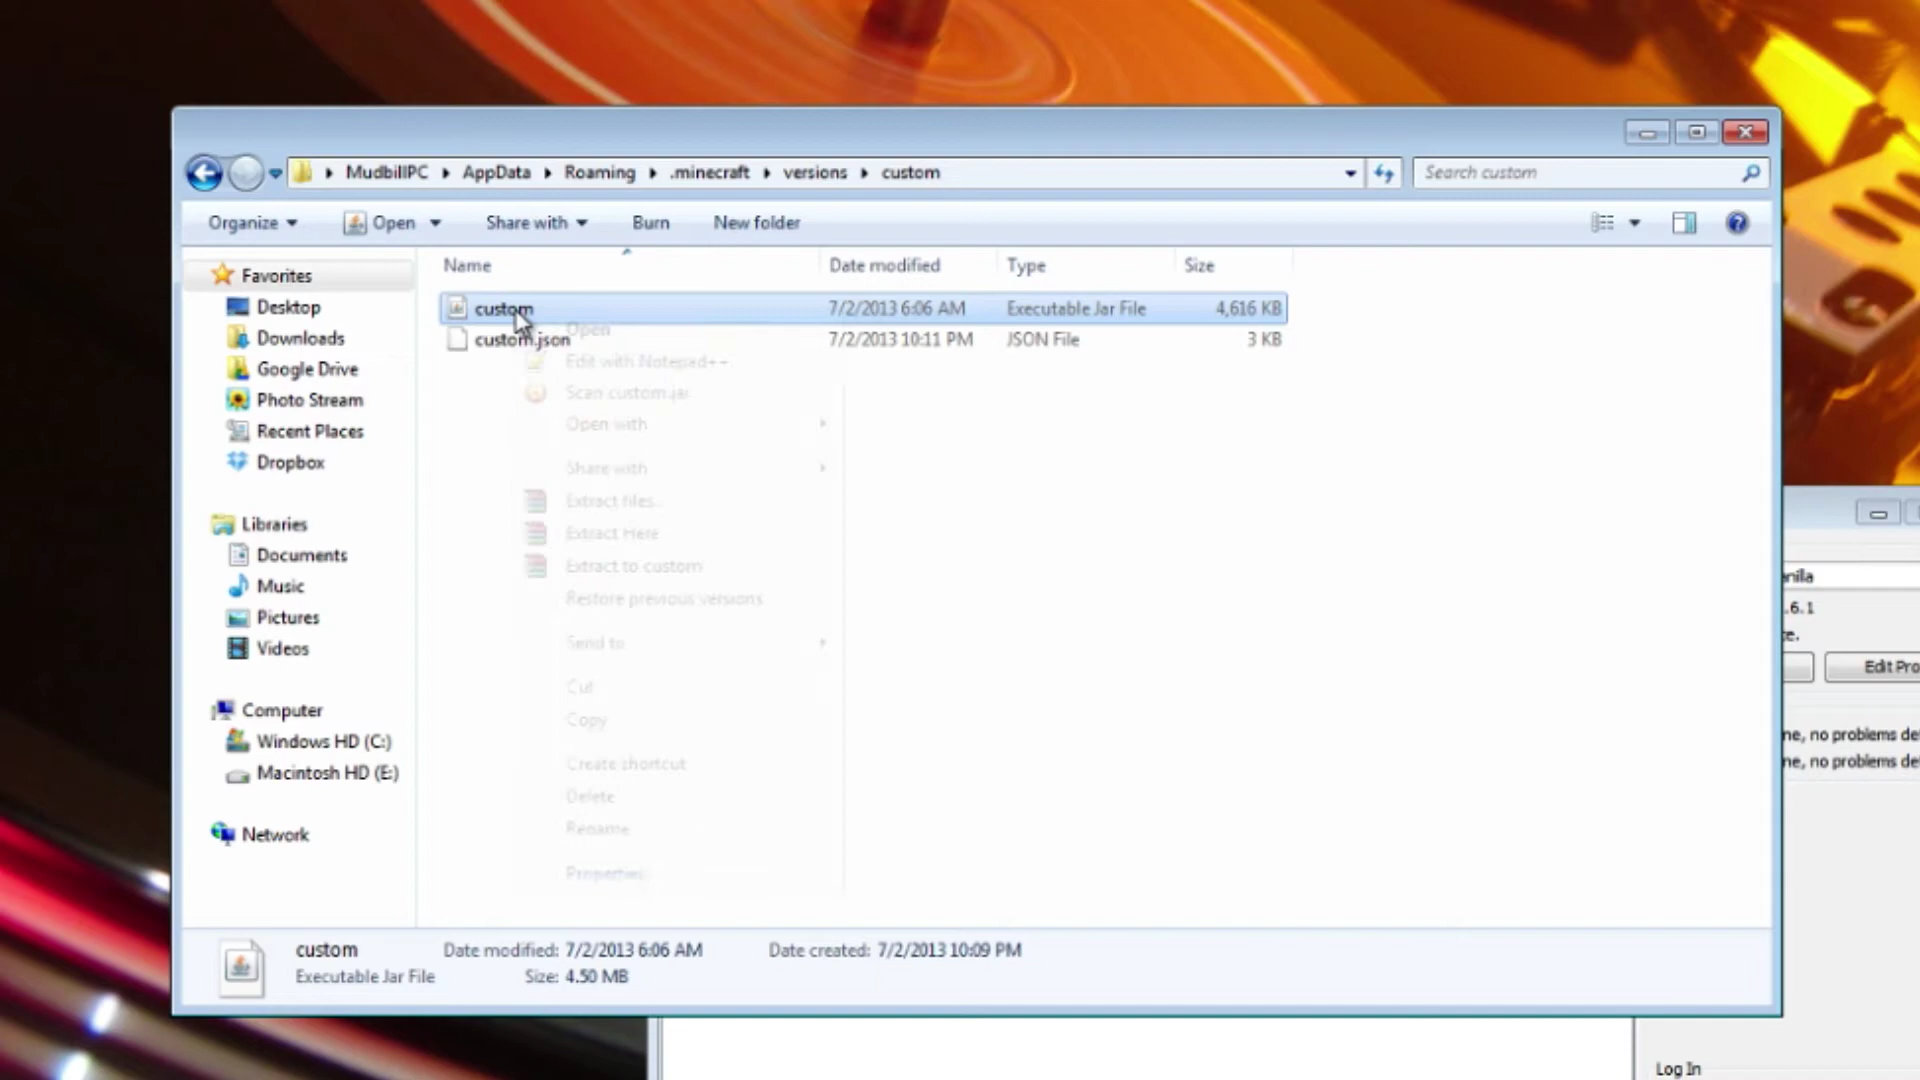 MudbillPC AppData Roaming .minecraft versions custom
Search custom
Organize Open Share with Burn New folder
Name Date modified Type Size
Favorites
Desktop
Downloads
Google Drive
Photo Stream
Recent Places
Dropbox
Libraries
Documents
Music
Pictures
Videos
Computer
Windows HD (C:)
Macintosh HD (E:)
Network
custom 7/2/2013 6:06 AM Executable Jar File 4,616 KB
custom.json 7/2/2013 10:11 PM JSON File 3 KB
Open
Edit with Notepad++
Scan custom.jar
Open with
Share with
Extract files...
Extract Here
Extract to custom
Restore previous versions
Send to
Cut
Copy
Create shortcut
Delete
Rename
Properties
custom Date modified: 7/2/2013 6:06 AM Date created: 7/2/2013 10:09 PM
Executable Jar File Size: 4.50 MB
nilla
.6.1
te.
Edit Pro
ne, no problems de
ne, no problems de
Log In